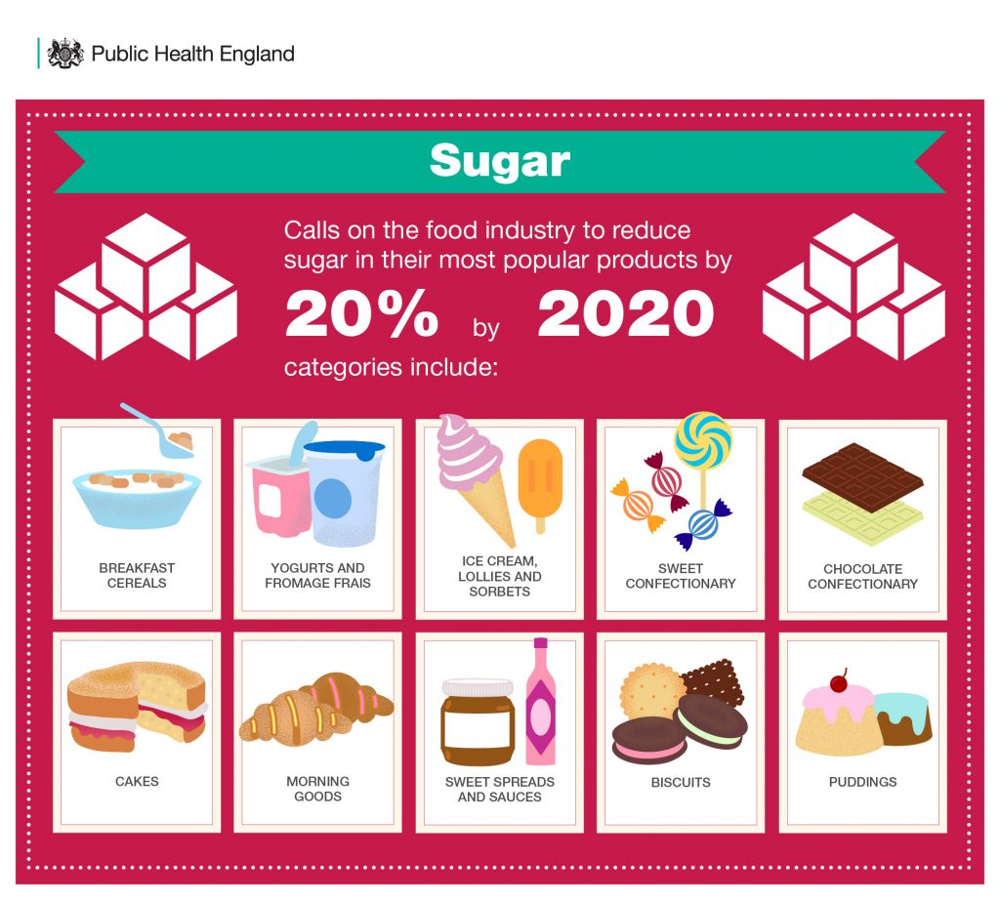 Public Health England
Sugar
Calls on the food industry to reduce
sugar in their most popular products by
20% by 2020
categories include:
BREAKFAST
CEREALS
YOGURTS AND
FROMAGE FRAIS
ICE CREAM,
LOLLIES AND
SORBETS
SWEET
CONFECTIONARY
CHOCOLATE
CONFECTIONARY
CAKES
MORNING
GOODS
SWEET SPREADS
AND SAUCES
BISCUITS
PUDDINGS